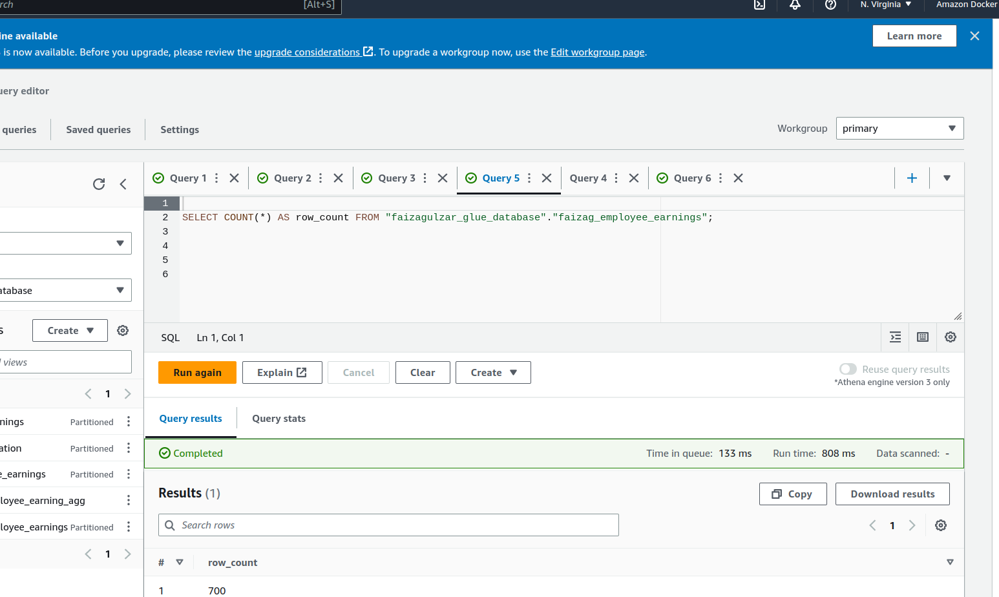 rch [Alt+S] N. Virginia ▼ Amazon Docker
ine available
s is now available. Before you upgrade, please review the upgrade considerations. To upgrade a workgroup now, use the Edit workgroup page.
Learn more
uery editor
queries Saved queries Settings
Workgroup primary
Query 1 Query 2 Query 3 Query 5 Query 4 Query 6
1
2 SELECT COUNT(*) AS row_count FROM "faizagulzar_glue_database"."faizag_employee_earnings";
3
4
5
6
atabase
s Create
l views
1
nings Partitioned
ation Partitioned
e_earnings Partitioned
loyee_earning_agg
loyee_earnings Partitioned
1
SQL Ln 1, Col 1
Run again Explain Cancel Clear Create
Reuse query results
*Athena engine version 3 only
Query results Query stats
Completed Time in queue: 133 ms Run time: 808 ms Data scanned: -
Results (1) Copy Download results
Search rows 1
# row_count
1 700